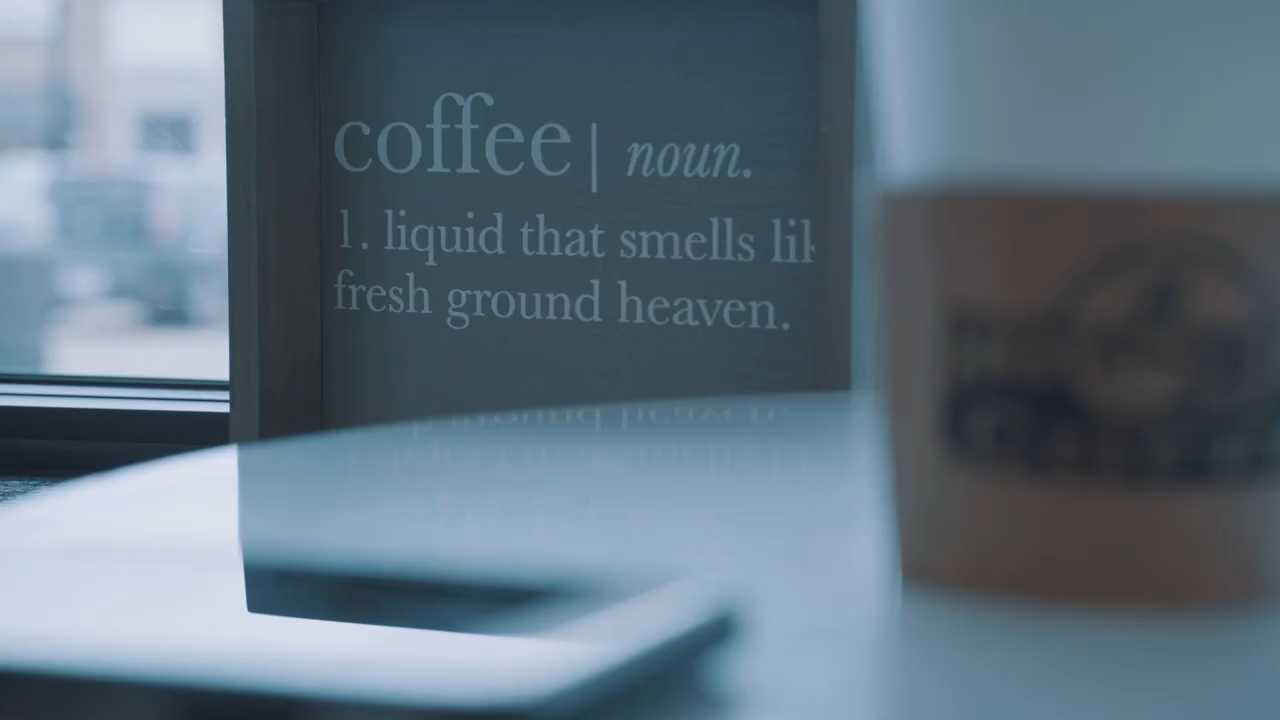 coffee | noun.
1. liquid that smells lik
fresh ground heaven.